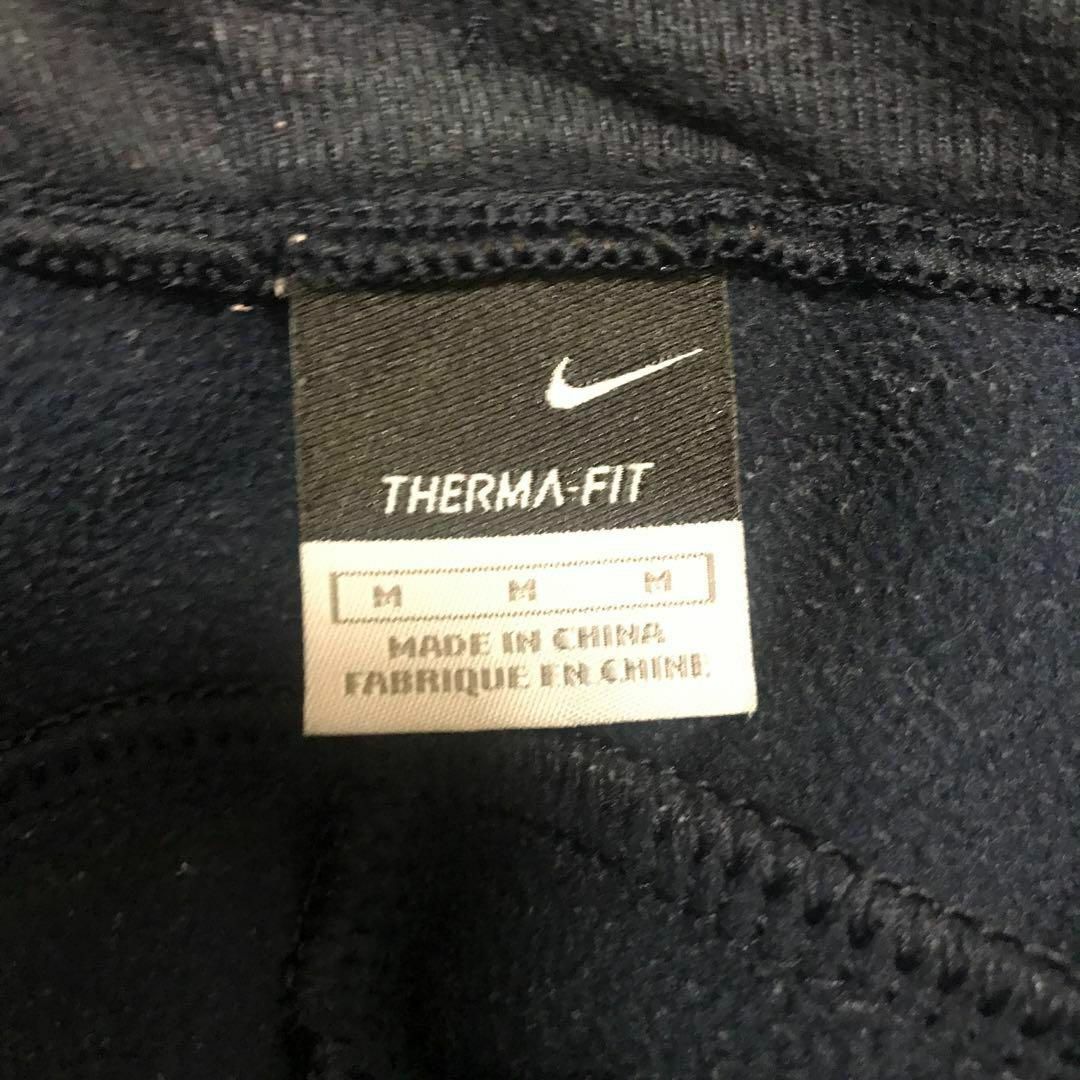 THERMA-FIT
M M M
MADE IN CHINA
FABRIQUE EN CHINE